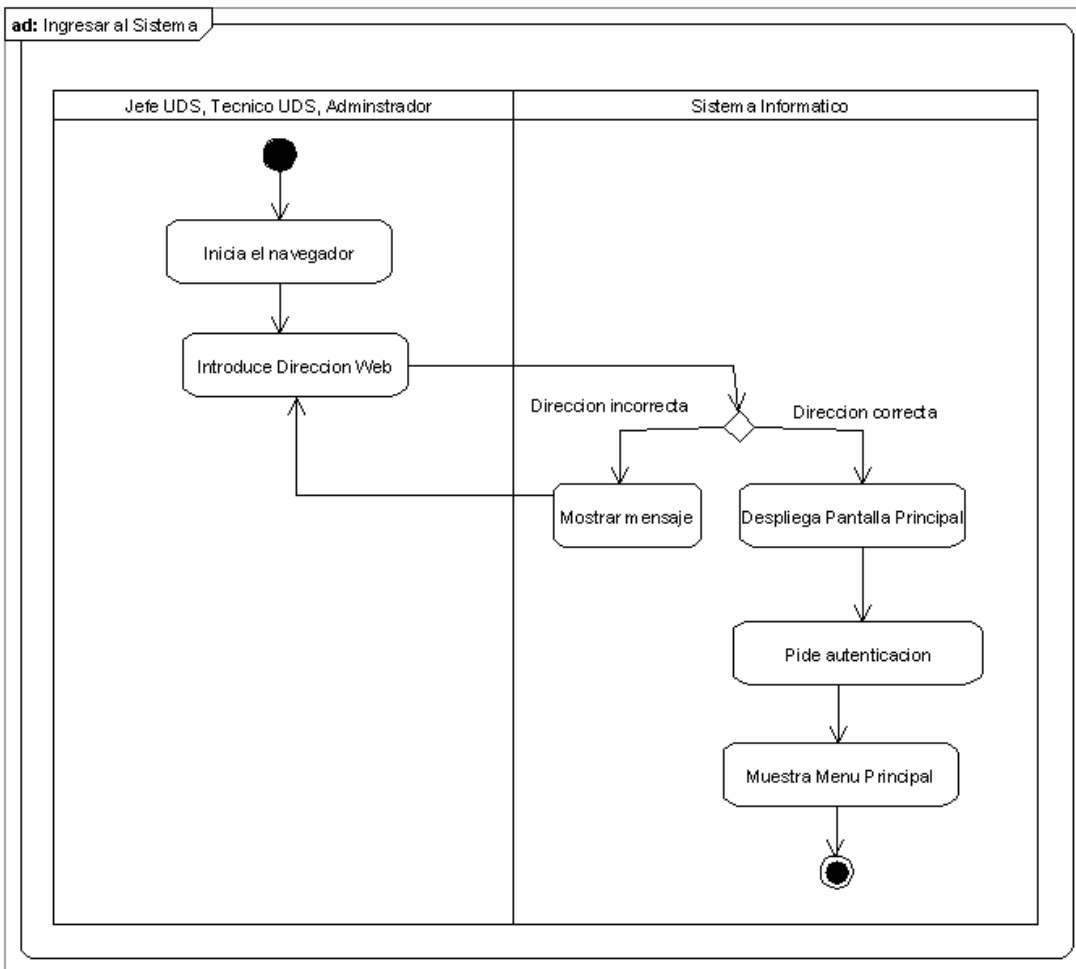 ad: Ingresar al Sistema
Jefe UDS, Tecnico UDS, Adminstrador
Sistema Informatico
Inicia el navegador
Introduce Direccion Web
Direccion incorrecta
Direccion correcta
Mostrar mensaje
Despliega Pantalla Principal
Pide autenticacion
Muestra Menu Principal